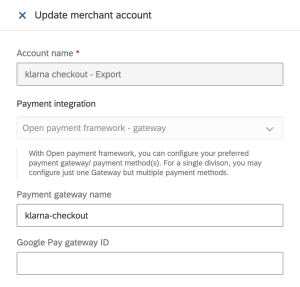 Update merchant account
Account name *
klarna checkout - Export
Payment integration
Open payment framework - gateway
With Open payment framework, you can configure your preferred
payment gateway/ payment method(s). For a single divison, you may
configure just one Gateway but multiple payment methods.
Payment gateway name
klarna-checkout
Google Pay gateway ID